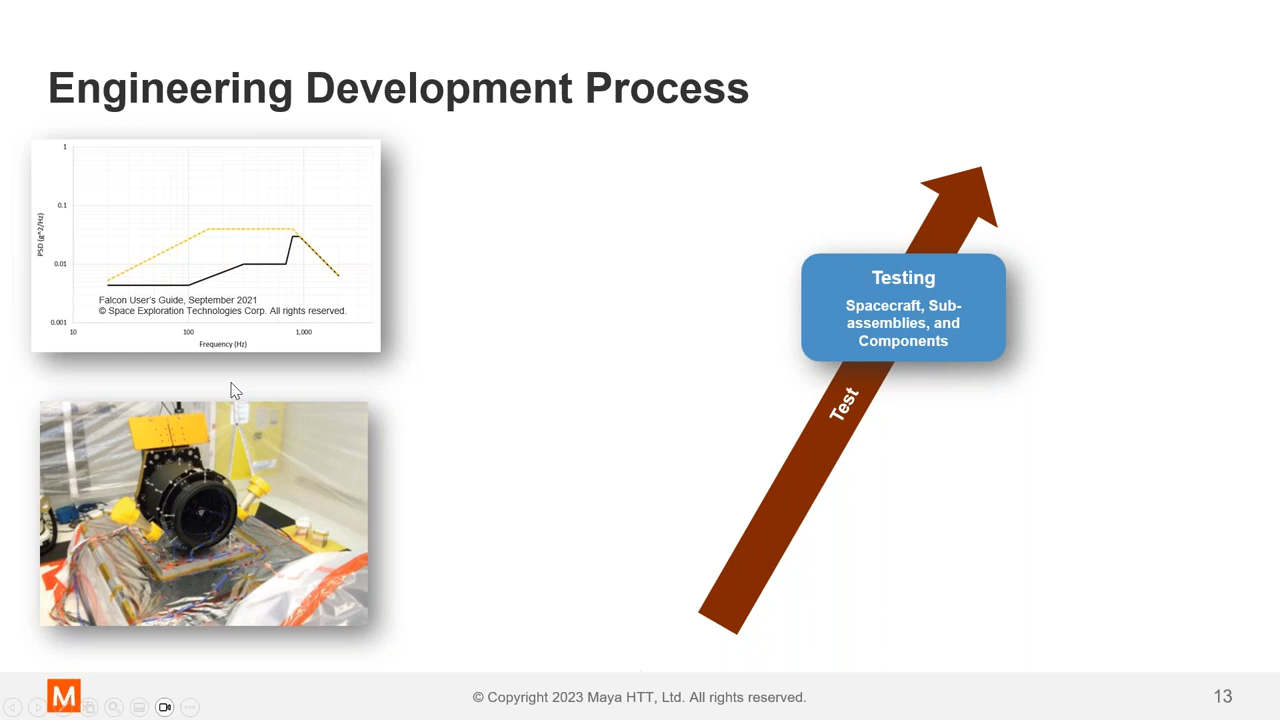 Engineering Development Process
1
0.1
0.01
0.001
PSD (g^2/Hz)
10
100
1,000
Frequency (Hz)
Falcon User's Guide, September 2021
© Space Exploration Technologies Corp. All rights reserved.
Testing
Spacecraft, Sub-
assemblies, and
Components
Test
M
© Copyright 2023 Maya HTT, Ltd. All rights reserved.
13